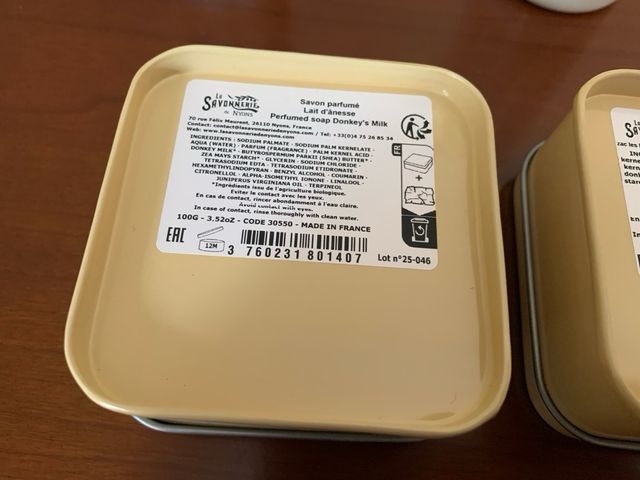 La
SAVONNERIE
de NYONS
Savon parfumé
Lait d'ânesse
Perfumed soap Donkey's Milk
70 rue Félix Maurent, 26110 Nyons, France
Contact: contact@lasavonneriedenyons.com / Tel: +33(0)4 75 26 85 34
Web: www.lasavonneriedenyons.com
INGREDIENTS : SODIUM PALMATE - SODIUM PALM KERNELATE -
AQUA (WATER) - PARFUM (FRAGRANCE) - PALM KERNEL ACID -
DONKEY MILK* - BUTYROSPERMUM PARKII (SHEA) BUTTER* -
ZEA MAYS STARCH* - GLYCERIN - SODIUM CHLORIDE -
TETRASODIUM EDTA - TETRASODIUM ETIDRONATE -
HEXAMETHYLINDOPYRAN - BENZYL ALCOHOL - COUMARIN -
CITRONELLOL - ALPHA-ISOMETHYL IONONE - LINALOOL -
JUNIPERUS VIRGINIANA OIL - TERPINEOL
*Ingrédients issu de l'agriculture biologique.
Eviter le contact avec les yeux.
En cas de contact, rincer abondamment à l'eau claire.
Avoid contact with eyes.
In case of contact, rinse thoroughly with clean water.
100G - 3.52oZ - CODE 30550 - MADE IN FRANCE
EAC
12M
3 760231 801407
Lot n°25-046
FR
+
La
SAVON